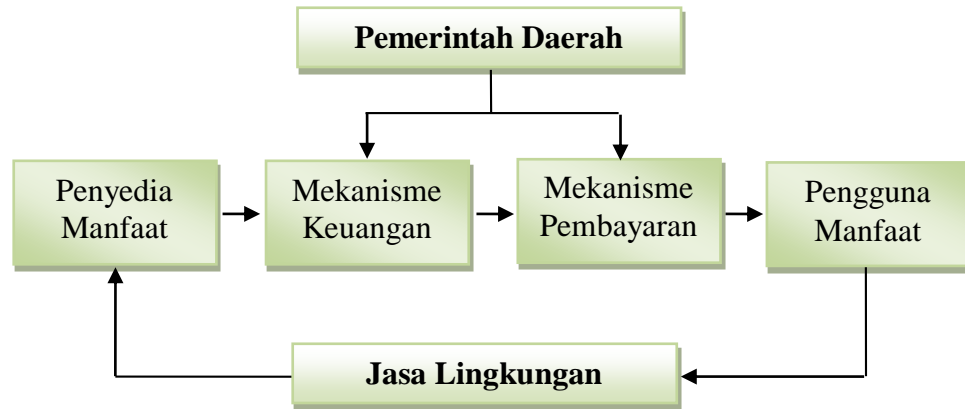 Pemerintah Daerah
Penyedia
Manfaat
Mekanisme
Keuangan
Mekanisme
Pembayaran
Pengguna
Manfaat
Jasa Lingkungan